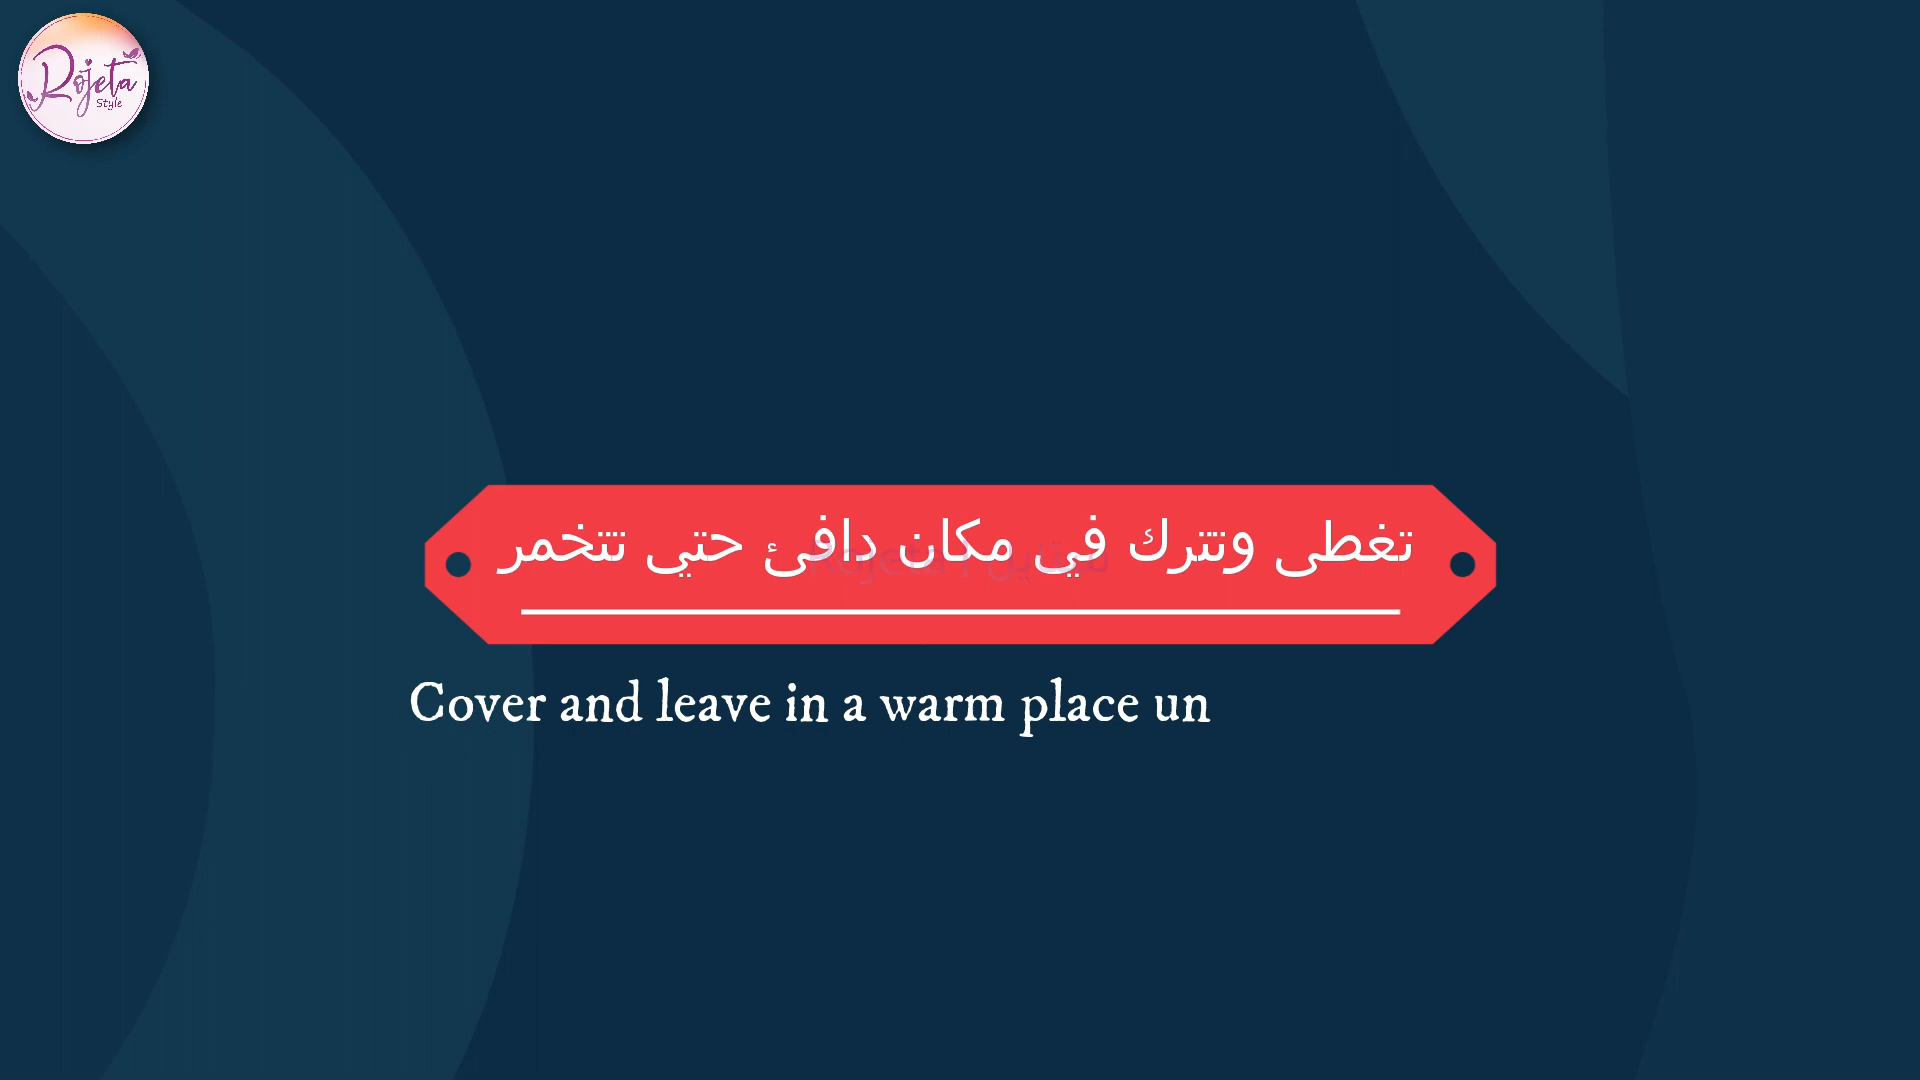 Rojeta
Style
تغطى وتترك في مكان دافئ حتي تتخمر
Cover and leave in a warm place un